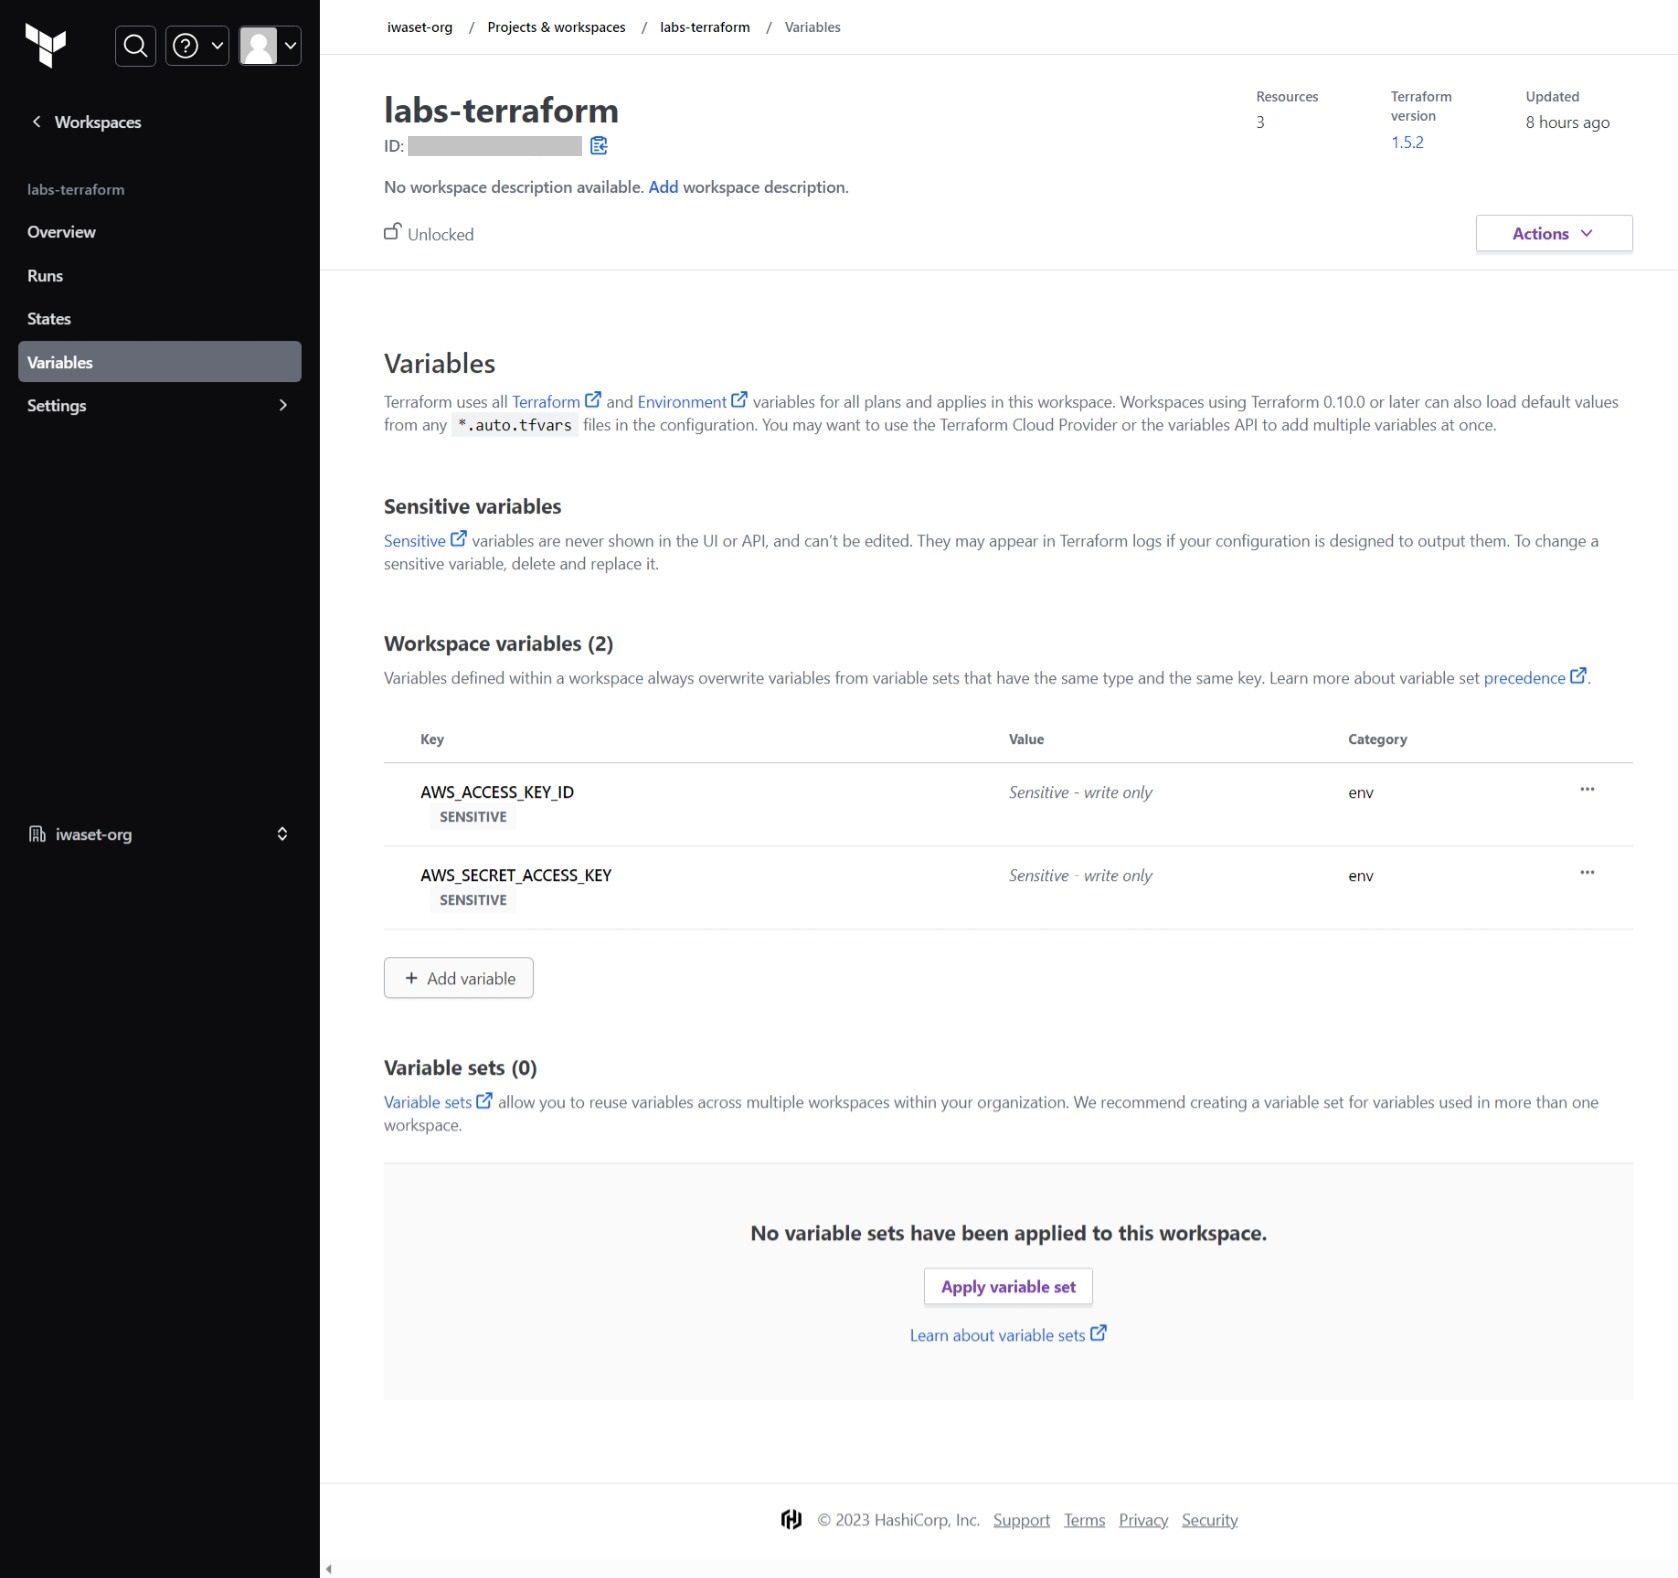 iwaset-org / Projects & workspaces / labs-terraform / Variables
Workspaces
labs-terraform
Overview
Runs
States
Variables
Settings
iwaset-org
labs-terraform
ID:
No workspace description available. Add workspace description.
Unlocked
Resources
3
Terraform
version
1.5.2
Updated
8 hours ago
Actions
Variables
Terraform uses all Terraform and Environment variables for all plans and applies in this workspace. Workspaces using Terraform 0.10.0 or later can also load default values
from any *.auto.tfvars files in the configuration. You may want to use the Terraform Cloud Provider or the variables API to add multiple variables at once.
Sensitive variables
Sensitive variables are never shown in the UI or API, and can’t be edited. They may appear in Terraform logs if your configuration is designed to output them. To change a
sensitive variable, delete and replace it.
Workspace variables (2)
Variables defined within a workspace always overwrite variables from variable sets that have the same type and the same key. Learn more about variable set precedence .
Key Value Category
AWS_ACCESS_KEY_ID Sensitive - write only env ...
SENSITIVE
AWS_SECRET_ACCESS_KEY Sensitive - write only env ...
SENSITIVE
+ Add variable
Variable sets (0)
Variable sets allow you to reuse variables across multiple workspaces within your organization. We recommend creating a variable set for variables used in more than one
workspace.
No variable sets have been applied to this workspace.
Apply variable set
Learn about variable sets
© 2023 HashiCorp, Inc. Support Terms Privacy Security